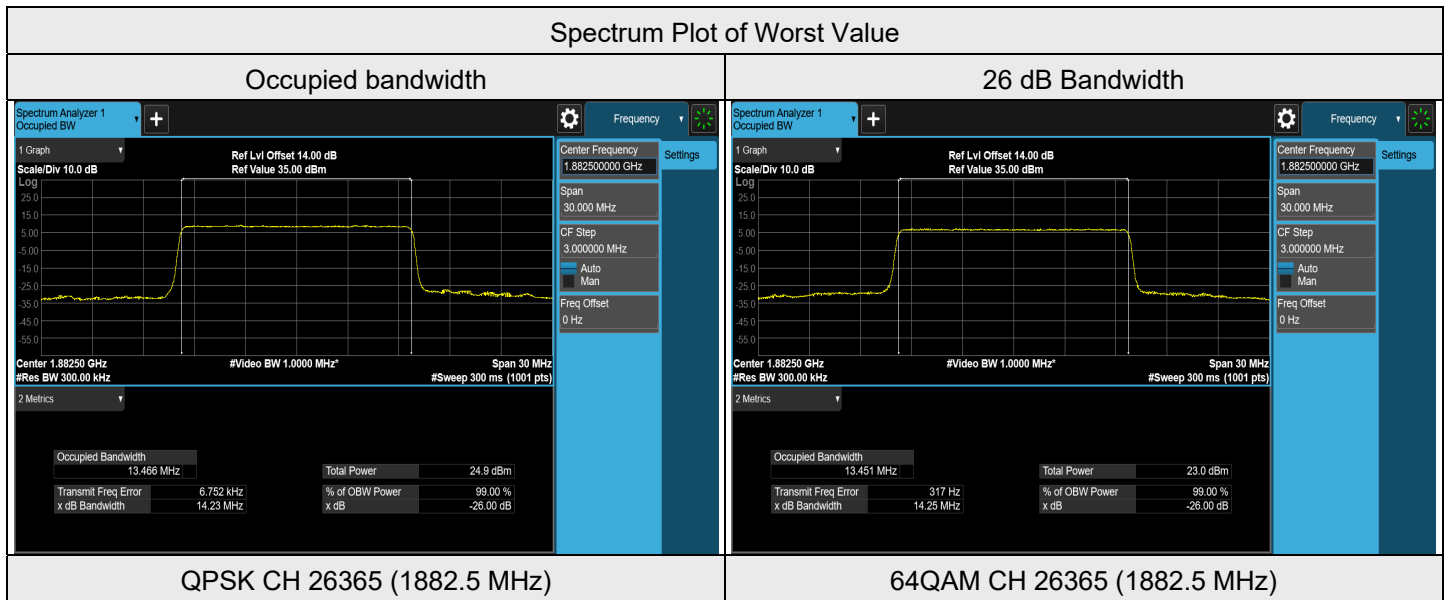 Spectrum Plot of Worst Value
Occupied bandwidth
26 dB Bandwidth
Spectrum Analyzer 1
Occupied BW
+
Frequency
1 Graph
Scale/Div 10.0 dB
Ref Lvl Offset 14.00 dB
Ref Value 35.00 dBm
Log
25.0
15.0
5.00
-5.00
-15.0
-25.0
-35.0
-45.0
-55.0
Center 1.88250 GHz
#Res BW 300.00 kHz
#Video BW 1.0000 MHz*
Span 30 MHz
#Sweep 300 ms (1001 pts)
Center Frequency
1.882500000 GHz
Settings
Span
30.000 MHz
CF Step
3.000000 MHz
Auto
Man
Freq Offset
0 Hz
2 Metrics
Occupied Bandwidth
13.466 MHz
Total Power 24.9 dBm
Transmit Freq Error 6.752 kHz
% of OBW Power 99.00 %
x dB Bandwidth 14.23 MHz
x dB -26.00 dB
Spectrum Analyzer 1
Occupied BW
+
Frequency
1 Graph
Scale/Div 10.0 dB
Ref Lvl Offset 14.00 dB
Ref Value 35.00 dBm
Log
25.0
15.0
5.00
-5.00
-15.0
-25.0
-35.0
-45.0
-55.0
Center 1.88250 GHz
#Res BW 300.00 kHz
#Video BW 1.0000 MHz*
Span 30 MHz
#Sweep 300 ms (1001 pts)
Center Frequency
1.882500000 GHz
Settings
Span
30.000 MHz
CF Step
3.000000 MHz
Auto
Man
Freq Offset
0 Hz
2 Metrics
Occupied Bandwidth
13.451 MHz
Total Power 23.0 dBm
Transmit Freq Error 317 Hz
% of OBW Power 99.00 %
x dB Bandwidth 14.25 MHz
x dB -26.00 dB
QPSK CH 26365 (1882.5 MHz)
64QAM CH 26365 (1882.5 MHz)